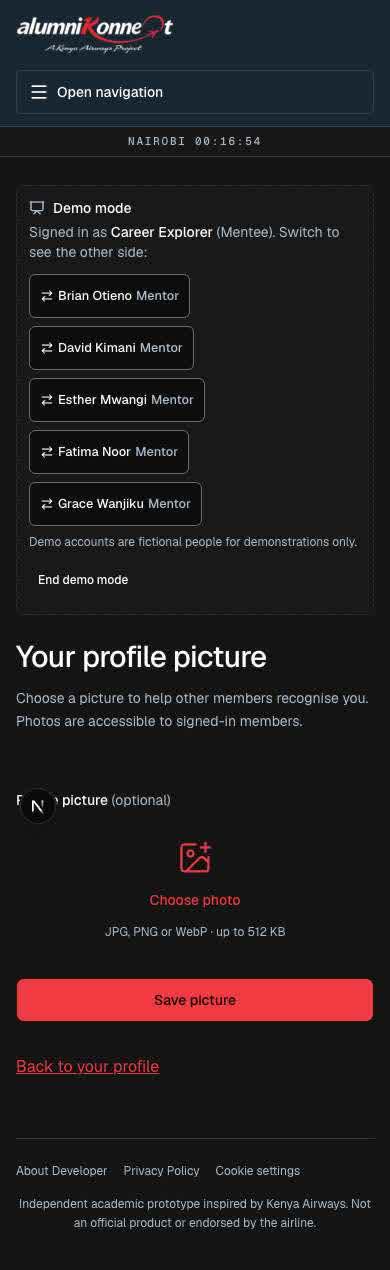 alumniKonnect
A Kenya Airways Project
Open navigation
NAIROBI 00:16:54
Demo mode
Signed in as Career Explorer (Mentee). Switch to
see the other side:
Brian Otieno Mentor
David Kimani Mentor
Esther Mwangi Mentor
Fatima Noor Mentor
Grace Wanjiku Mentor
Demo accounts are fictional people for demonstrations only.
End demo mode
Your profile picture
Choose a picture to help other members recognise you.
Photos are accessible to signed-in members.
N picture (optional)
Choose photo
JPG, PNG or WebP · up to 512 KB
Save picture
Back to your profile
About Developer Privacy Policy Cookie settings
Independent academic prototype inspired by Kenya Airways. Not
an official product or endorsed by the airline.